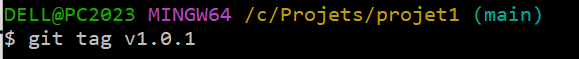 DELL@PC2023 MINGW64 /c/Projets/projet1 (main)
$ git tag v1.0.1